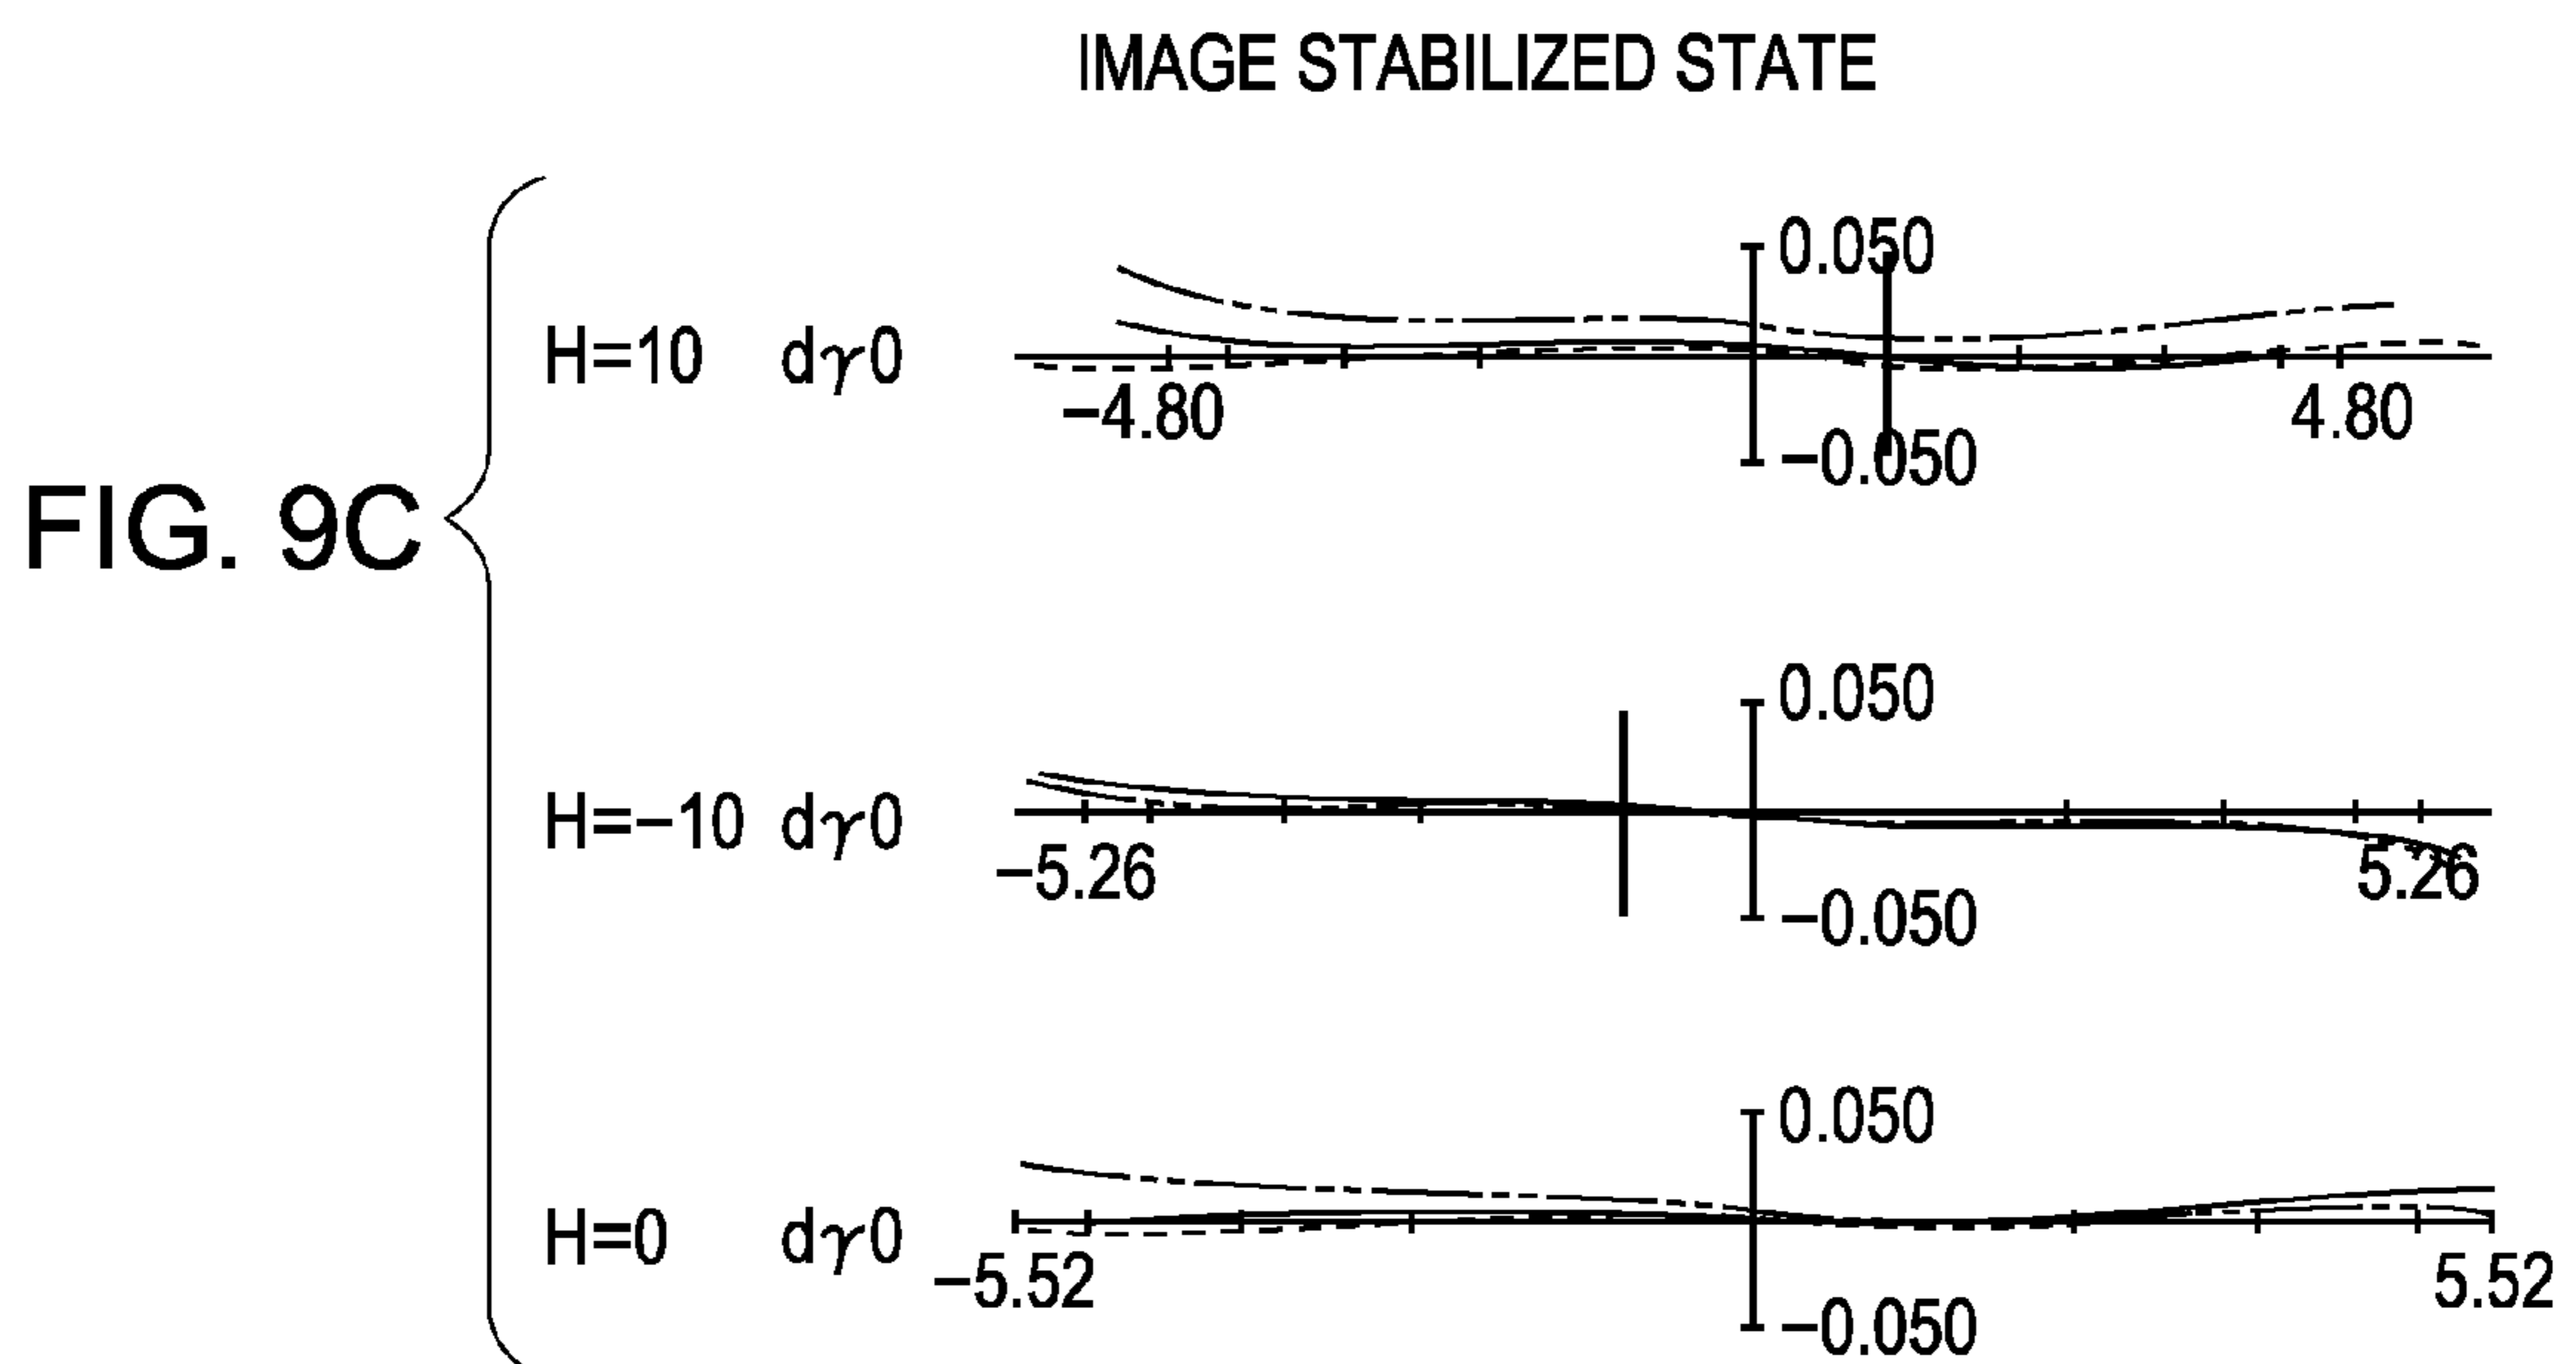 IMAGE STABILIZED STATE
0.050
H=10 dγ0
−4.80
4.80
−0.050
FIG. 9C
0.050
H=−10 dγ0
−5.26
5.26
−0.050
0.050
H=0 dγ0
−5.52
5.52
−0.050